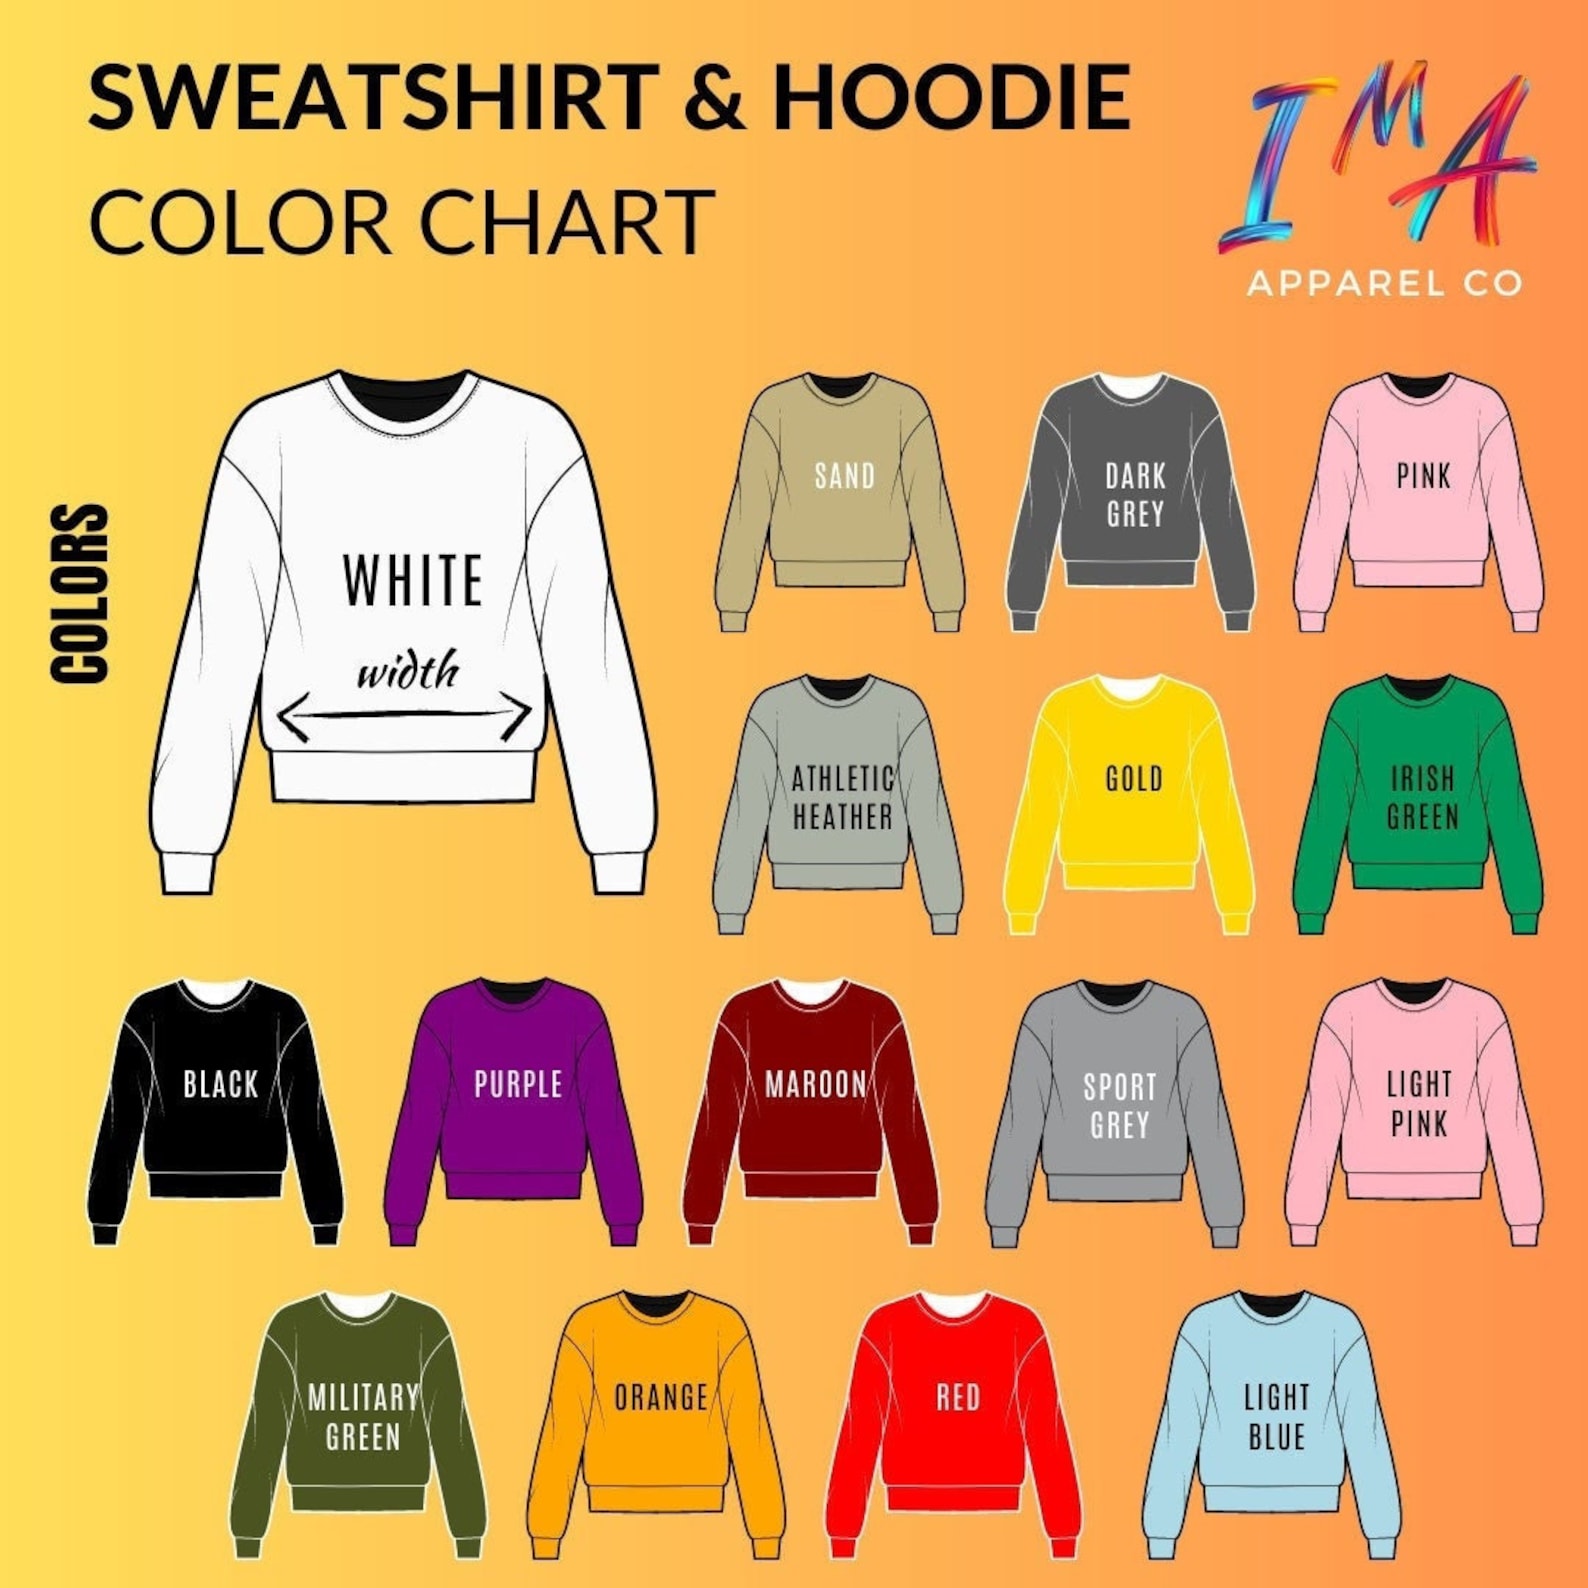 SWEATSHIRT & HOODIE
COLOR CHART
IMA
APPAREL CO
COLORS
WHITE
width
SAND
DARK
GREY
PINK
ATHLETIC
HEATHER
GOLD
IRISH
GREEN
BLACK
PURPLE
MAROON
SPORT
GREY
LIGHT
PINK
MILITARY
GREEN
ORANGE
RED
LIGHT
BLUE